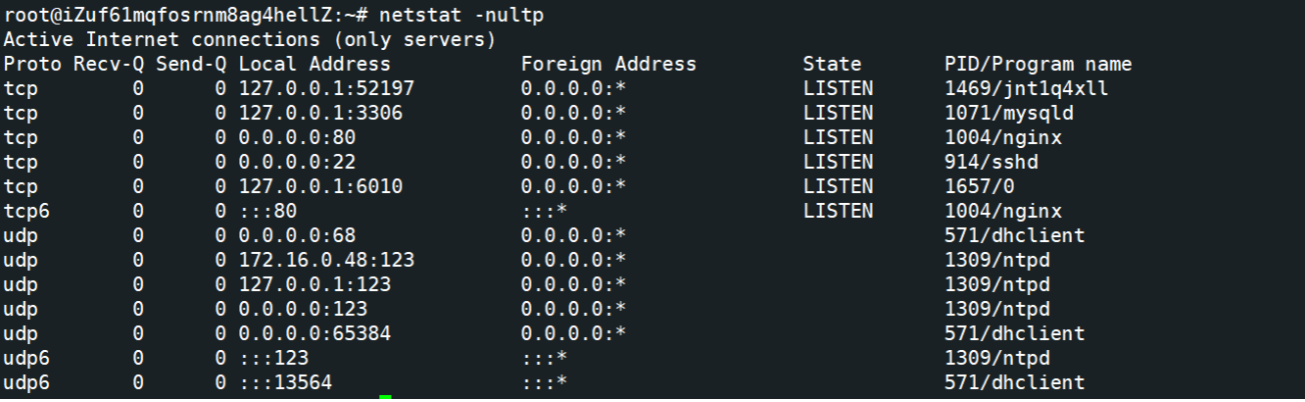 root@iZuf61mqfosrnm8ag4hellZ:~# netstat -nultp
Active Internet connections (only servers)
Proto Recv-Q Send-Q Local Address           Foreign Address         State       PID/Program name
tcp        0      0 127.0.0.1:52197         0.0.0.0:*               LISTEN      1469/jnt1q4xll
tcp        0      0 127.0.0.1:3306          0.0.0.0:*               LISTEN      1071/mysqld
tcp        0      0 0.0.0.0:80              0.0.0.0:*               LISTEN      1004/nginx
tcp        0      0 0.0.0.0:22              0.0.0.0:*               LISTEN      914/sshd
tcp        0      0 127.0.0.1:6010          0.0.0.0:*               LISTEN      1657/0
tcp6       0      0 :::80                   :::*                    LISTEN      1004/nginx
udp        0      0 0.0.0.0:68              0.0.0.0:*                           571/dhclient
udp        0      0 172.16.0.48:123         0.0.0.0:*                           1309/ntpd
udp        0      0 127.0.0.1:123           0.0.0.0:*                           1309/ntpd
udp        0      0 0.0.0.0:123             0.0.0.0:*                           1309/ntpd
udp        0      0 0.0.0.0:65384           0.0.0.0:*                           571/dhclient
udp6       0      0 :::123                  :::*                                1309/ntpd
udp6       0      0 :::13564                :::*                                571/dhclient